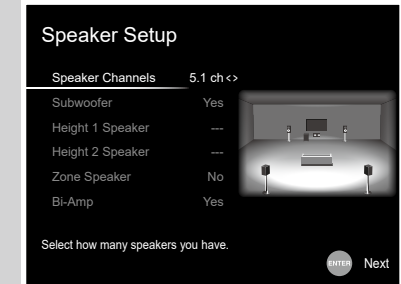 Speaker Setup
Speaker Channels 5.1 ch<>
Subwoofer Yes
Height 1 Speaker ---
Height 2 Speaker ---
Zone Speaker No
Bi-Amp Yes
Select how many speakers you have.
ENTER Next